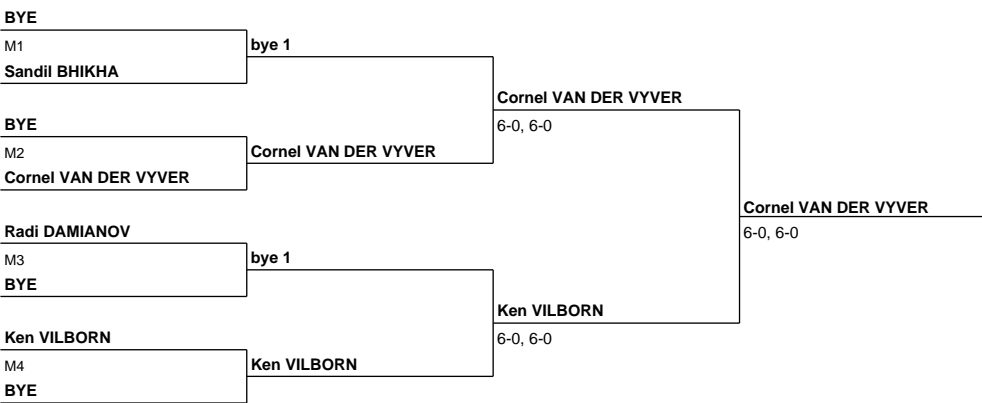 BYE
M1
Sandil BHIKHA
BYE
M2
Cornel VAN DER VYVER
Radi DAMIANOV
M3
BYE
Ken VILBORN
M4
BYE
bye 1
Cornel VAN DER VYVER
bye 1
Ken VILBORN
Cornel VAN DER VYVER
6-0, 6-0
Ken VILBORN
6-0, 6-0
Cornel VAN DER VYVER
6-0, 6-0